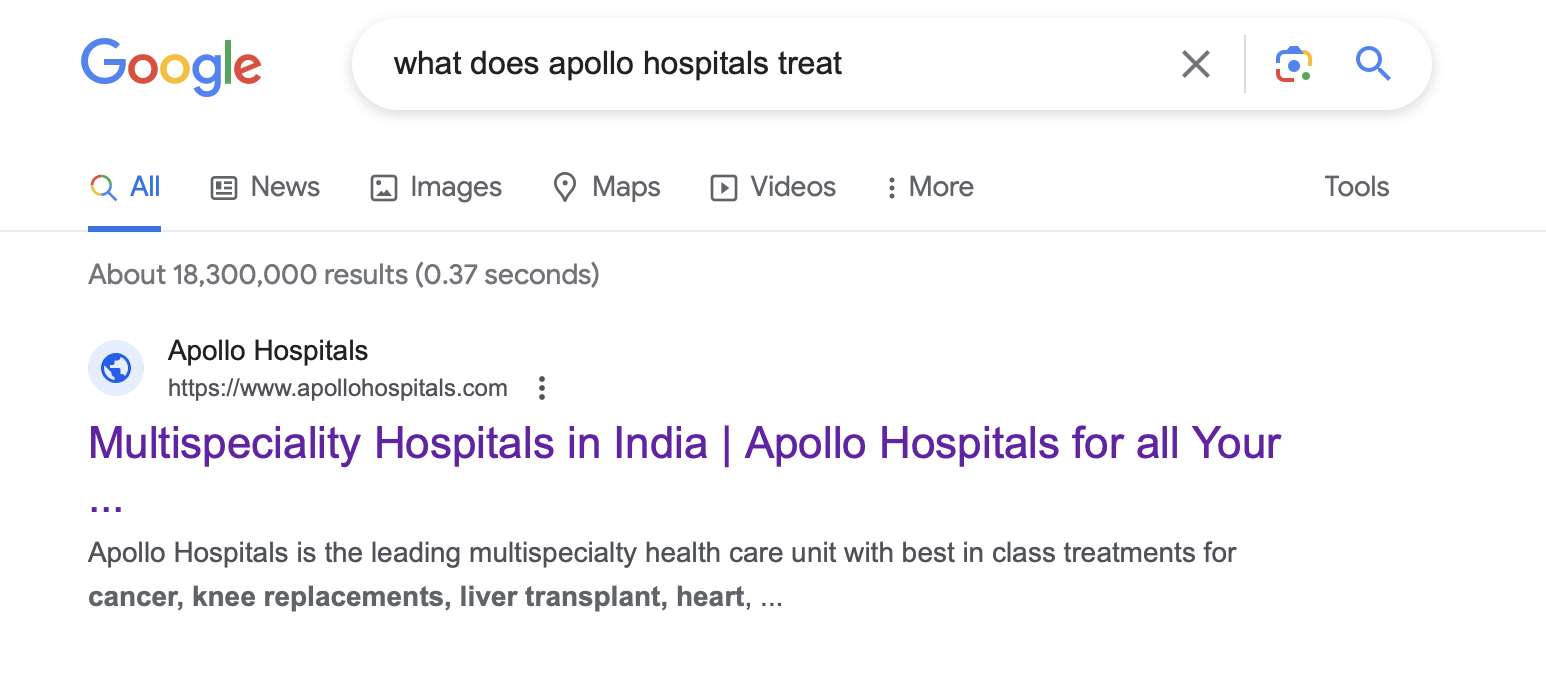 Google
what does apollo hospitals treat
All
News
Images
Maps
Videos
More
Tools
About 18,300,000 results (0.37 seconds)
Apollo Hospitals
https://www.apollohospitals.com
Multispeciality Hospitals in India | Apollo Hospitals for all Your
...
Apollo Hospitals is the leading multispecialty health care unit with best in class treatments for
cancer, knee replacements, liver transplant, heart, ...